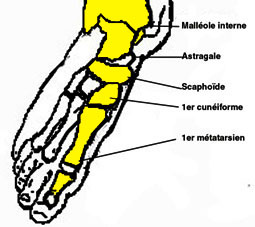 Malléole interne
Astragale
Scaphoïde
1er cunéiforme
1er métatarsien